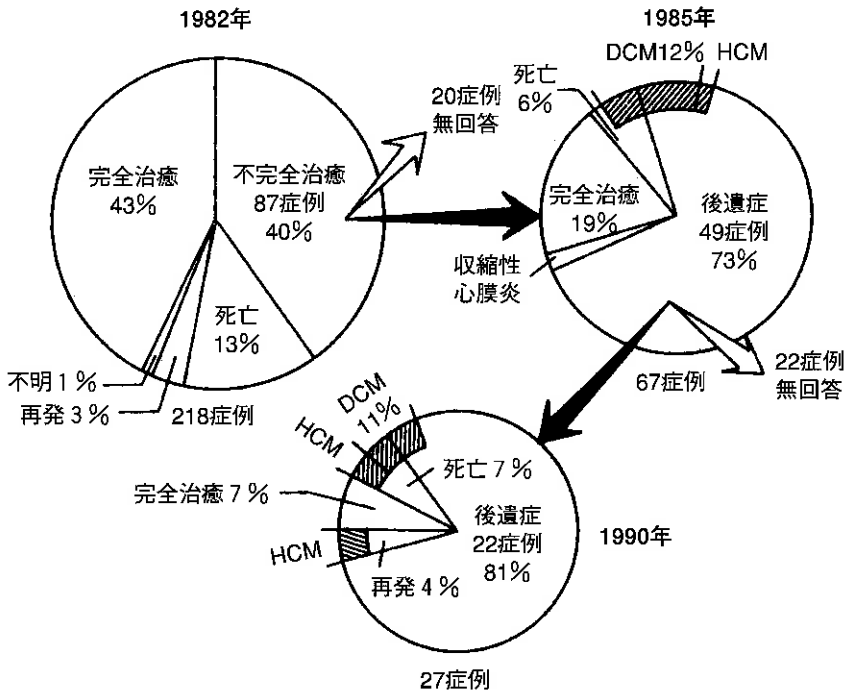 1982年
完全治癒
43%
不完全治癒
87症例
40%
死亡
13%
不明1%
再発3%
218症例
20症例
無回答
1985年
DCM12%
HCM
死亡
6%
完全治癒
19%
収縮性
心膜炎
後遺症
49症例
73%
67症例
22症例
無回答
DCM
11%
HCM
死亡7%
完全治癒7%
HCM
再発4%
後遺症
22症例
81%
1990年
27症例